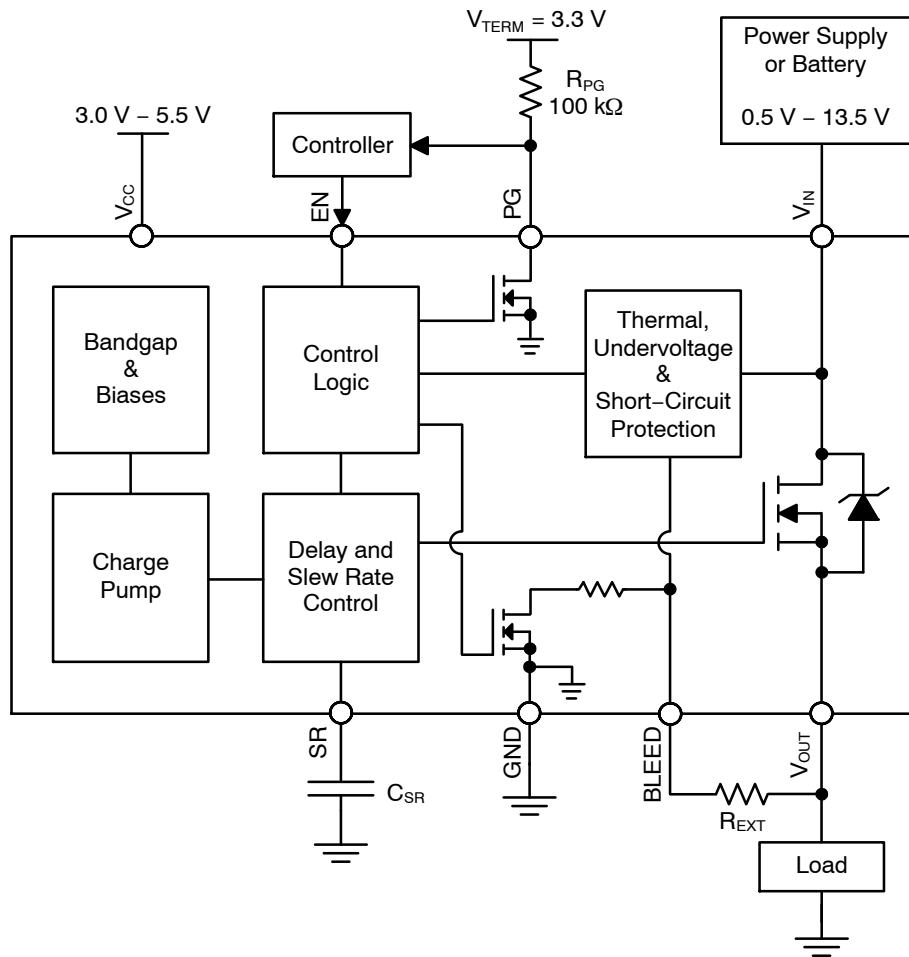 V_TERM = 3.3 V
Power Supply
or Battery
0.5 V − 13.5 V
R_PG
100 kΩ
3.0 V − 5.5 V
Controller
V_CC
EN
PG
V_IN
Bandgap
&
Biases
Control
Logic
Thermal,
Undervoltage
&
Short−Circuit
Protection
Charge
Pump
Delay and
Slew Rate
Control
SR
GND
BLEED
V_OUT
C_SR
R_EXT
Load